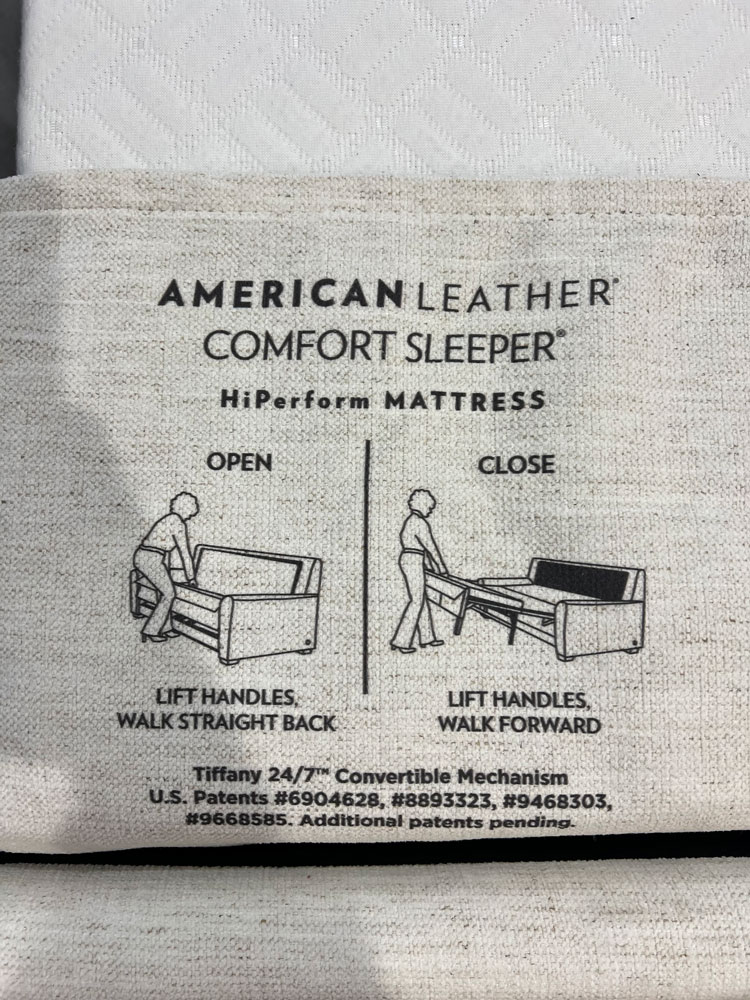 AMERICAN LEATHER®
COMFORT SLEEPER®
HiPerform MATTRESS
OPEN
LIFT HANDLES,
WALK STRAIGHT BACK
CLOSE
LIFT HANDLES,
WALK FORWARD
Tiffany 24/7™ Convertible Mechanism
U.S. Patents #6904628, #8893323, #9468303,
#9668585. Additional patents pending.